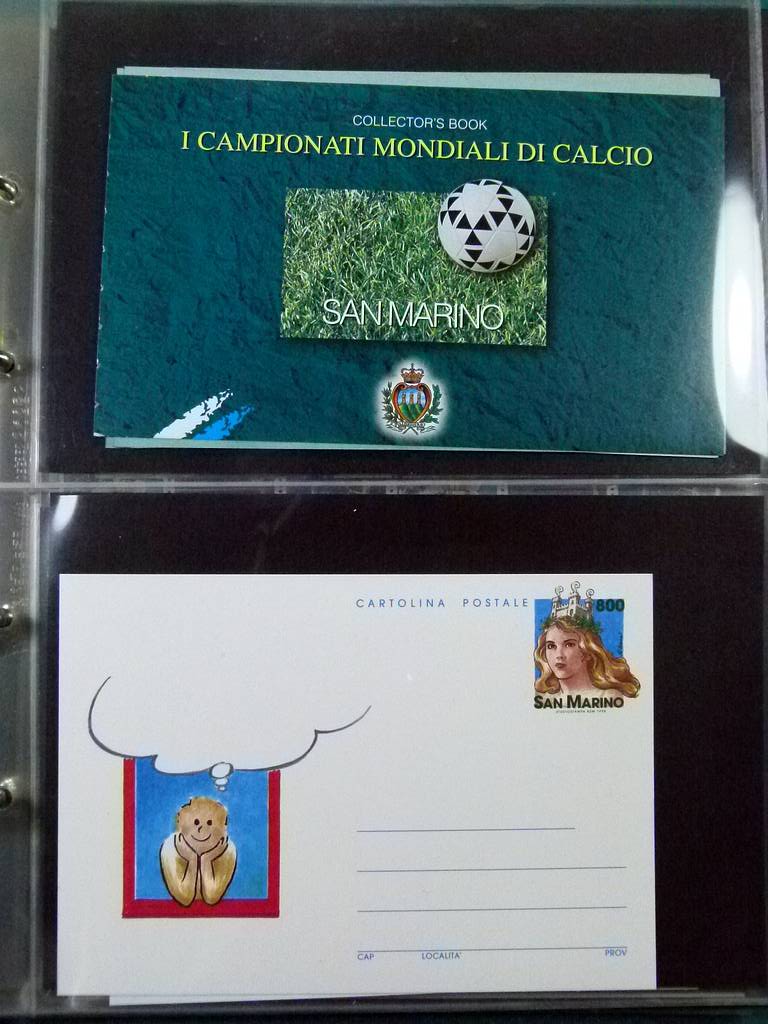 COLLECTOR'S BOOK
I CAMPIONATI MONDIALI DI CALCIO
SAN MARINO
CARTOLINA POSTALE
800
SAN MARINO
CAP LOCALITA' PROV